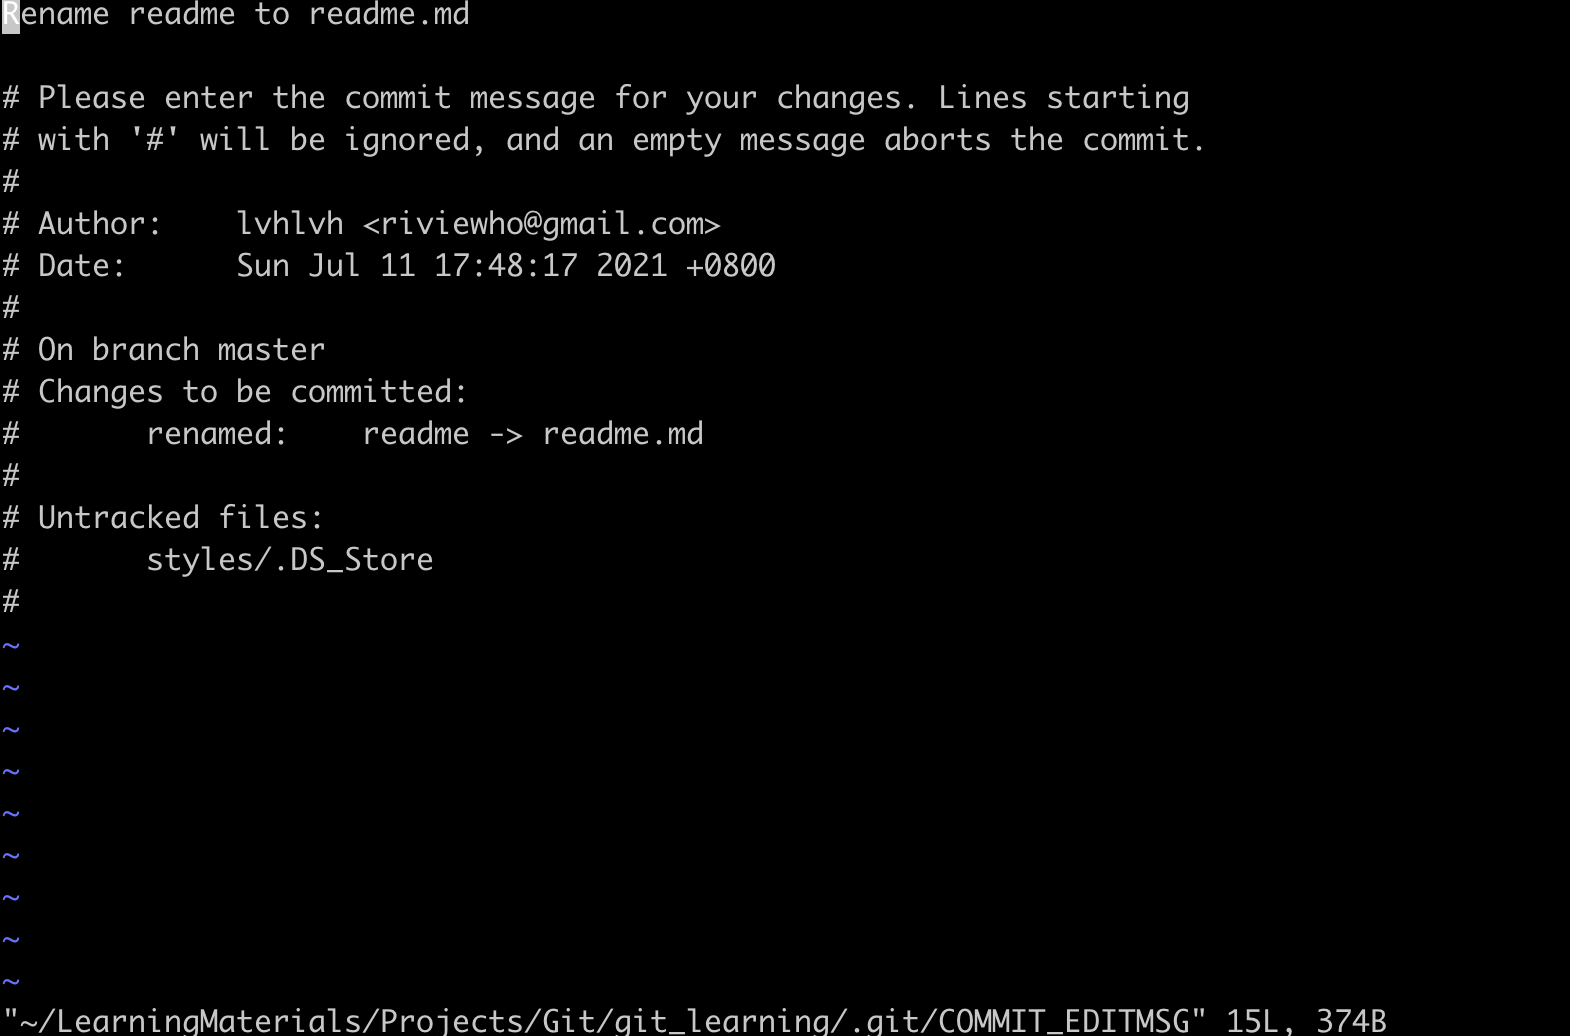 Rename readme to readme.md

# Please enter the commit message for your changes. Lines starting
# with '#' will be ignored, and an empty message aborts the commit.
#
# Author:    lvhlvh <riviewho@gmail.com>
# Date:      Sun Jul 11 17:48:17 2021 +0800
#
# On branch master
# Changes to be committed:
#       renamed:    readme -> readme.md
#
# Untracked files:
#       styles/.DS_Store
#
~
~
~
~
~
~
~
~
~
"~/LearningMaterials/Projects/Git/git_learning/.git/COMMIT_EDITMSG" 15L, 374B